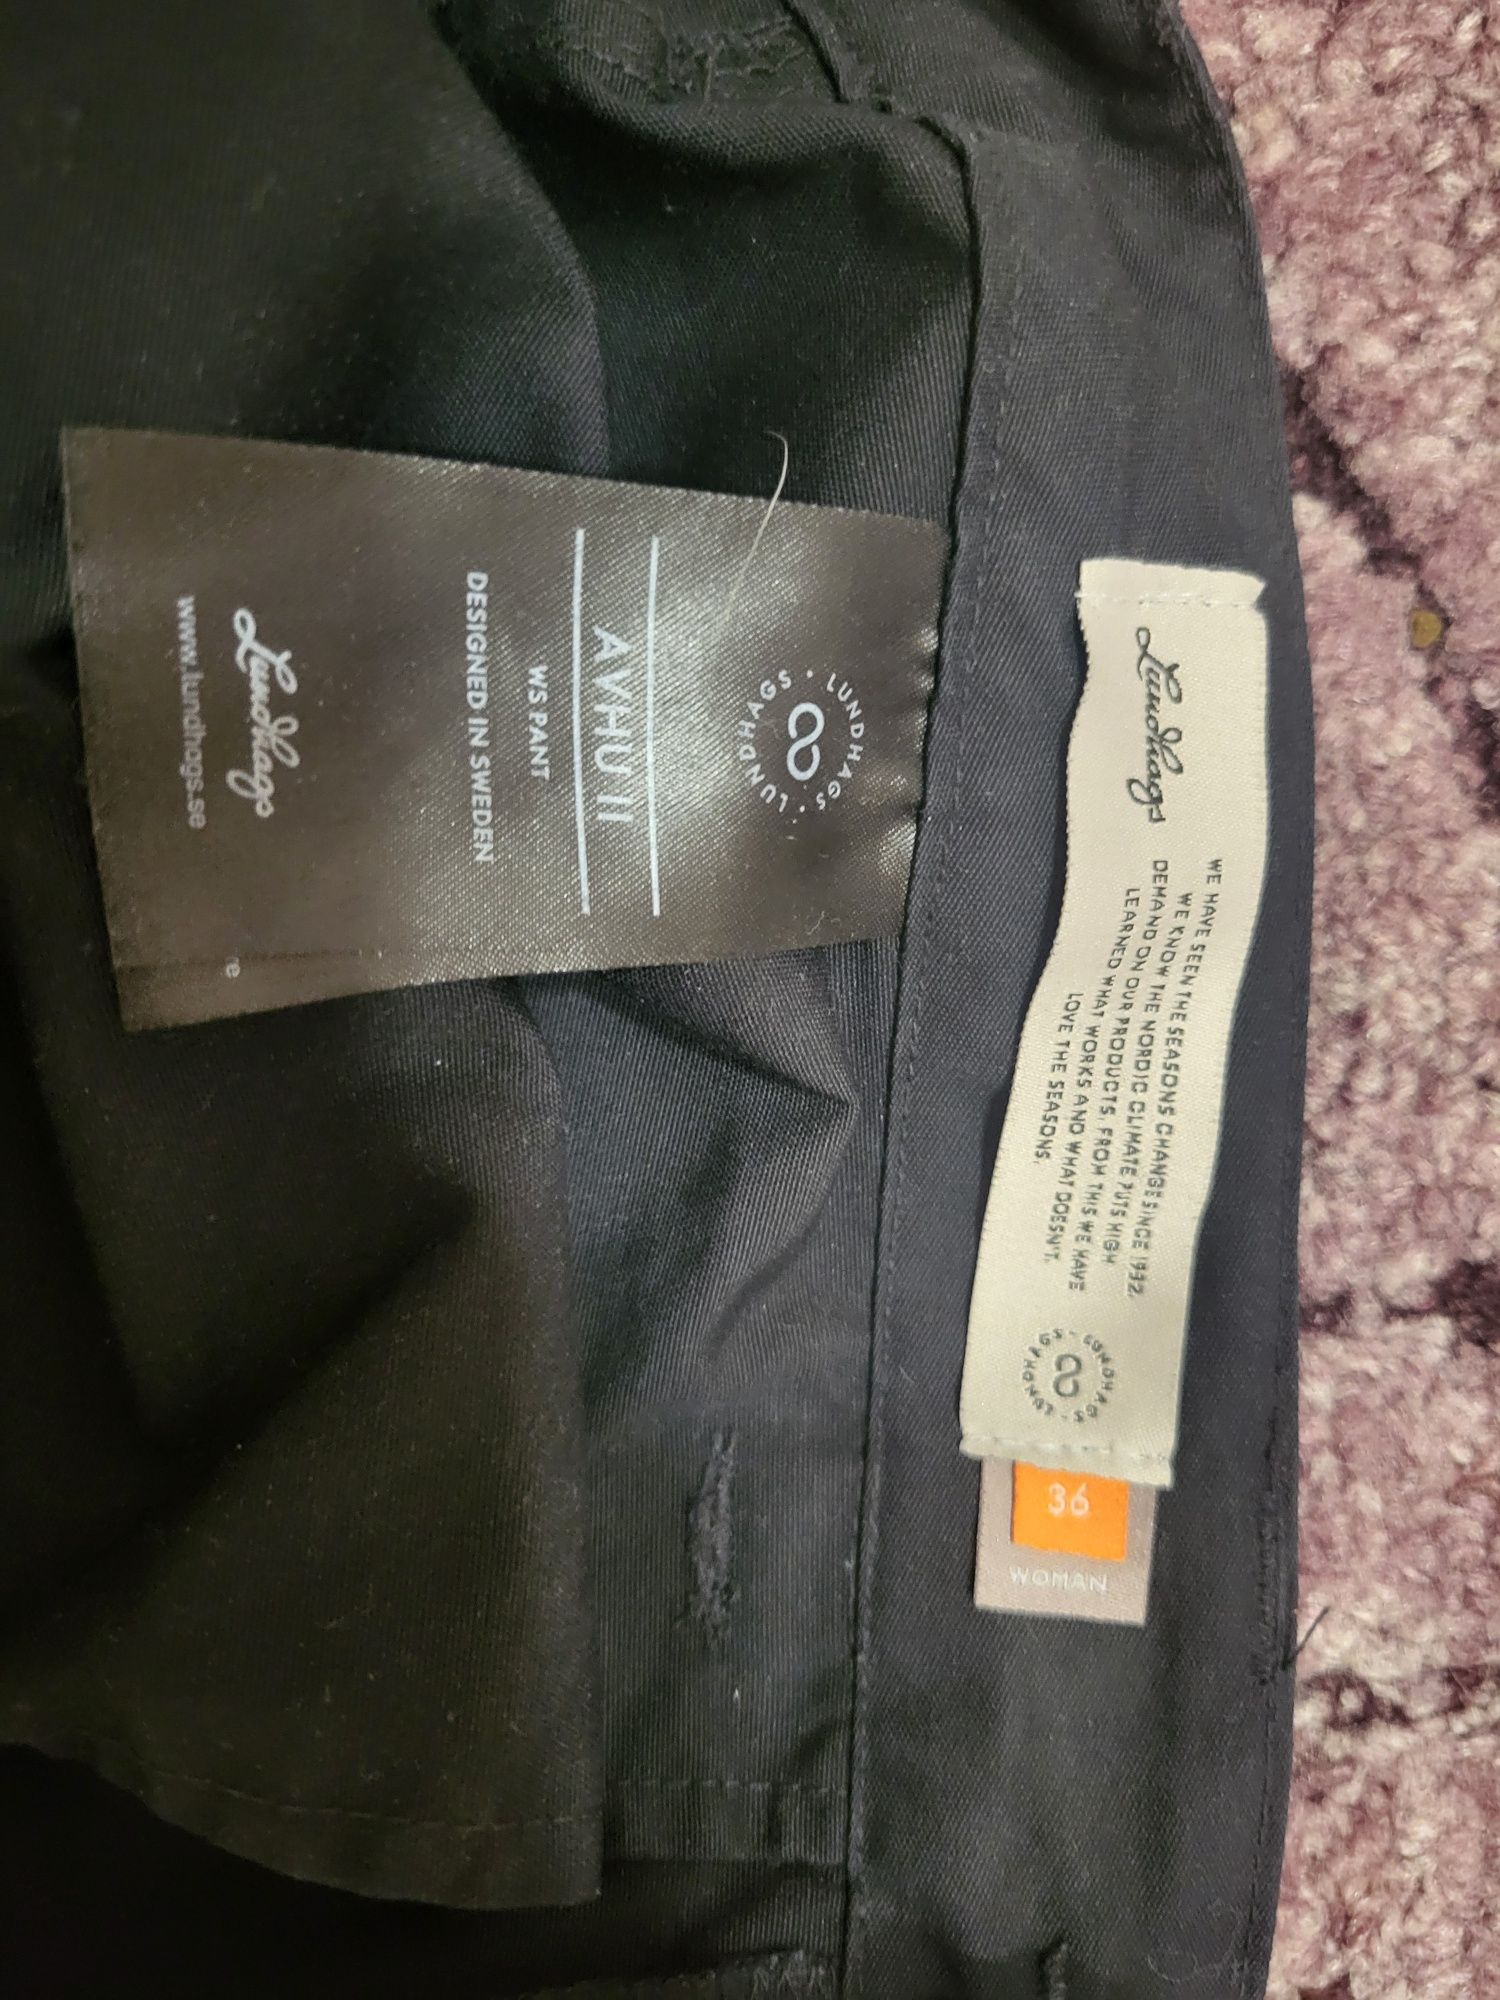 Lundhags
WE HAVE SEEN THE SEASONS CHANGE SINCE 1932.
WE KNOW THE NORDIC CLIMATE PUTS HIGH
DEMAND ON OUR PRODUCTS. FROM THIS WE HAVE
LEARNED WHAT WORKS AND WHAT DOESN'T.
LOVE THE SEASONS.
LUNDHAGS · LUNDHAGS ·
36
WOMAN
LUNDHAGS · LUNDHAGS ·
AVHU II
WS PANT
DESIGNED IN SWEDEN
Lundhags
www.lundhags.se
re